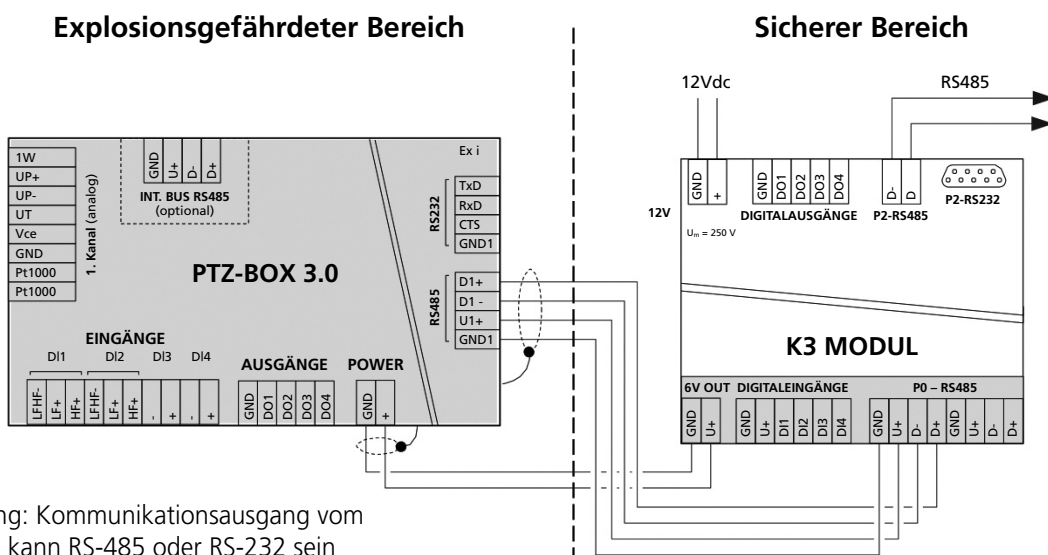 Explosionsgefährdeter Bereich
Sicherer Bereich
12Vdc
RS485
1W
UP+
UP-
UT
Vce
GND
Pt1000
Pt1000
1. Kanal (analog)
GND
U+
D-
D+
INT. BUS RS485
(optional)
Ex i
RS232
TxD
RxD
CTS
GND1
PTZ-BOX 3.0
RS485
D1+
D1 -
U1+
GND1
EINGÄNGE
DI1
DI2
DI3
DI4
LFHF-
LF+
HF+
LFHF-
LF+
HF+
-
+
-
+
AUSGÄNGE
GND
DO1
DO2
DO3
DO4
POWER
GND
+
12V
GND
+
Um = 250 V
GND
DO1
DO2
DO3
DO4
DIGITALAUSGÄNGE
D-
D
P2-RS485
P2-RS232
K3 MODUL
6V OUT
DIGITALEINGÄNGE
P0 – RS485
GND
U+
GND
U+
DI1
DI2
DI3
DI4
GND
U+
D-
D+
GND
U+
D-
D+
ng: Kommunikationsausgang vom
kann RS-485 oder RS-232 sein